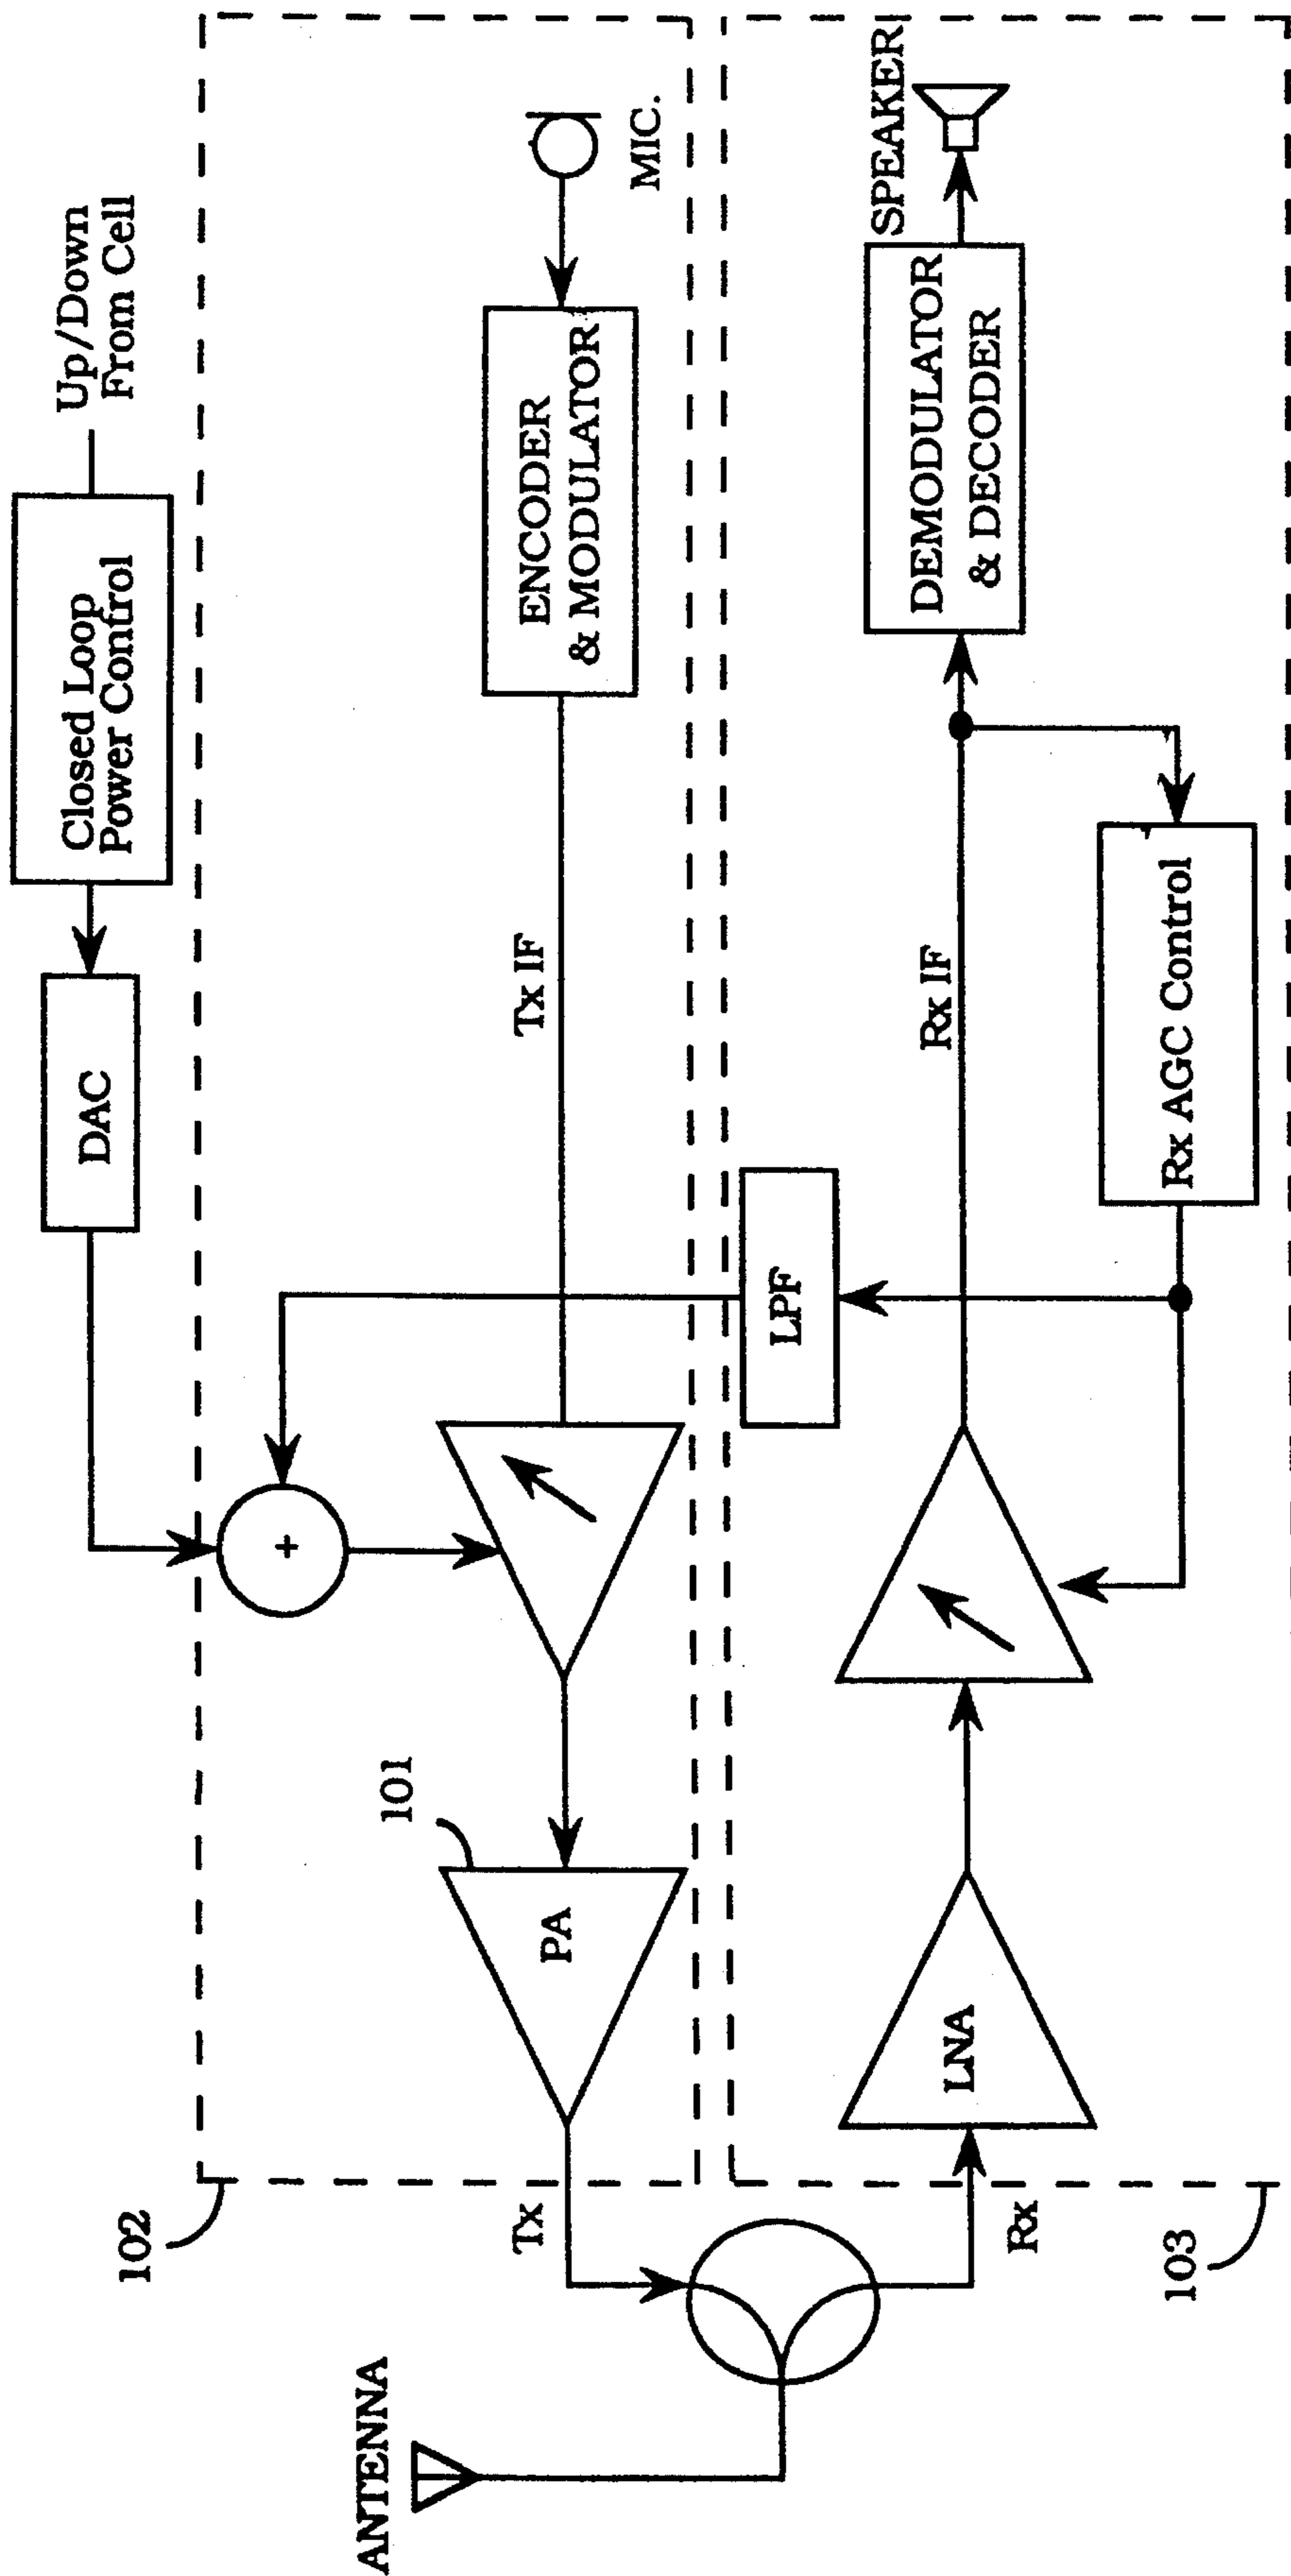 Up/Down
From Cell
Closed Loop
Power Control
DAC
102
MIC.
ENCODER
& MODULATOR
Tx IF
+
101
PA
Tx
ANTENNA
SPEAKER
DEMODULATOR
& DECODER
Rx IF
LPF
Rx AGC Control
LNA
Rx
103